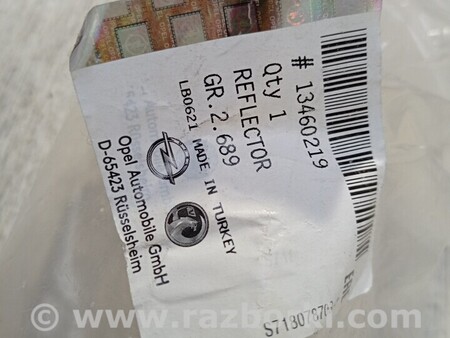 # 13460219
Qty 1
REFLECTOR
GR.2.689
LB0621 MADE IN TURKEY
Opel Automobile GmbH
D-65423 Rüsselsheim
© www.razborki.com